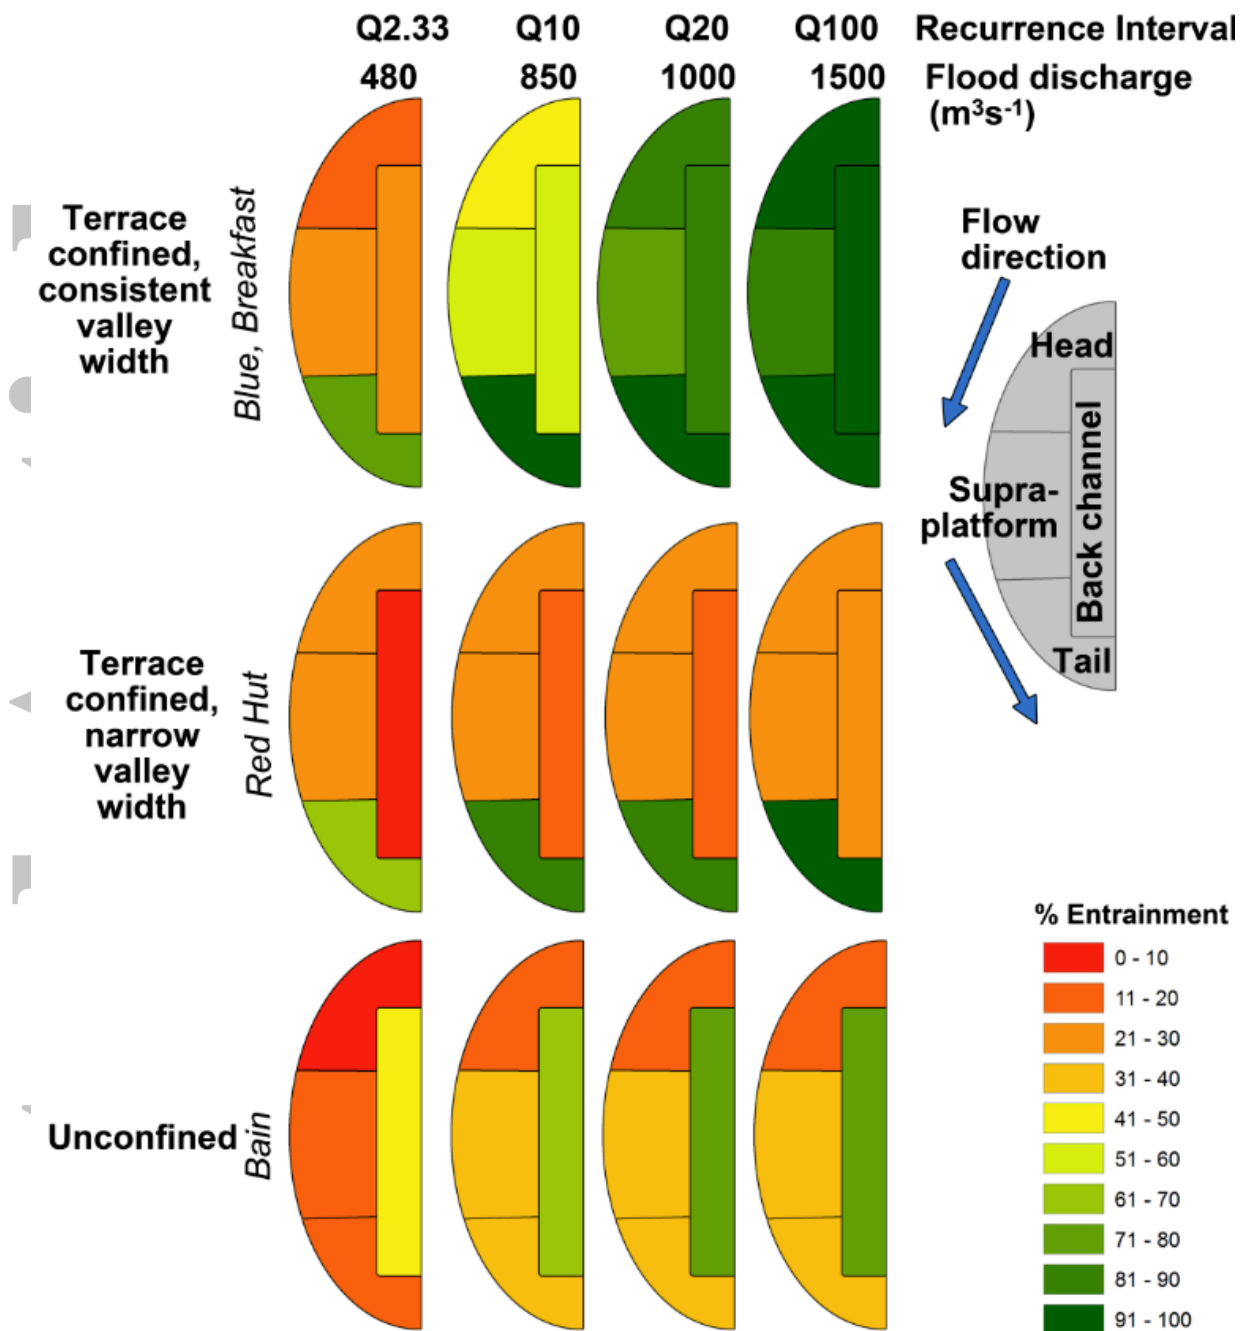 Q2.33 Q10 Q20 Q100 Recurrence Interval
480 850 1000 1500 Flood discharge
(m³s⁻¹)
Terrace
confined,
consistent
valley
width
Blue, Breakfast
Flow
direction
Head
Supra-
platform
Back channel
Tail
Terrace
confined,
narrow
valley
width
Red Hut
Unconfined
Bain
% Entrainment
0 - 10
11 - 20
21 - 30
31 - 40
41 - 50
51 - 60
61 - 70
71 - 80
81 - 90
91 - 100